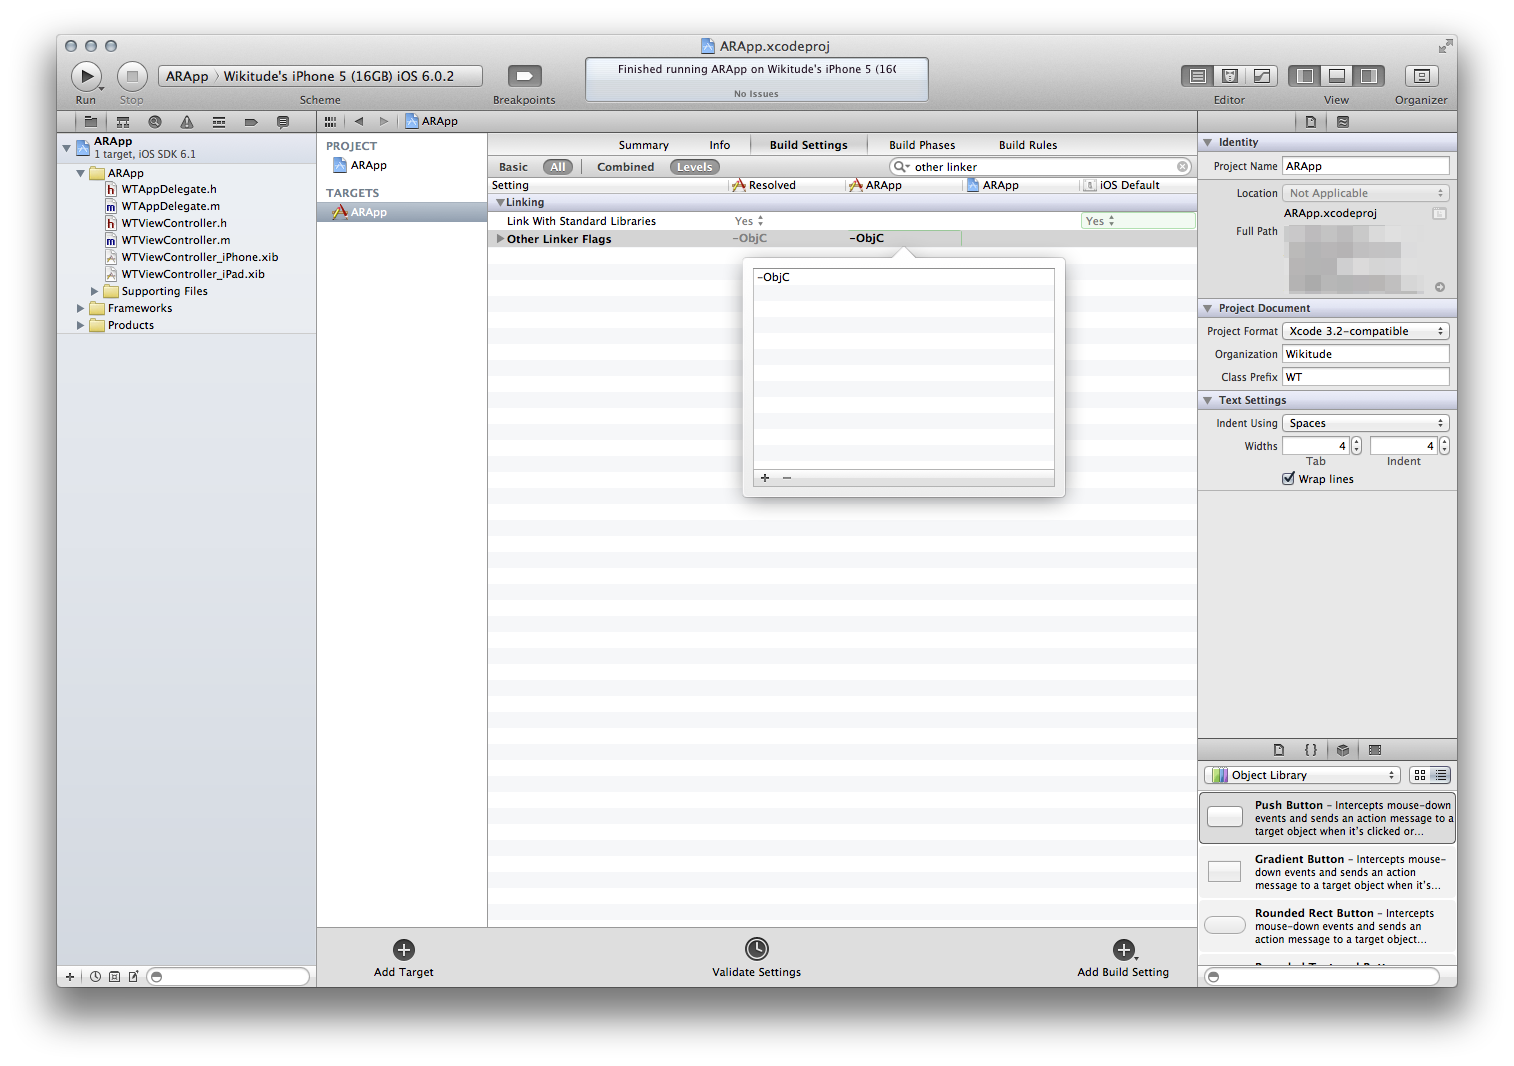 ARApp.xcodeproj
ARApp 〉 Wikitude's iPhone 5 (16GB) iOS 6.0.2
Finished running ARApp on Wikitude's iPhone 5 (16
No Issues
Run
Stop
Scheme
Breakpoints
Editor
View
Organizer
ARApp
ARApp
1 target, iOS SDK 6.1
ARApp
WTAppDelegate.h
WTAppDelegate.m
WTViewController.h
WTViewController.m
WTViewController_iPhone.xib
WTViewController_iPad.xib
Supporting Files
Frameworks
Products
PROJECT
ARApp
TARGETS
ARApp
Summary Info Build Settings Build Phases Build Rules
Basic All Combined Levels other linker
Setting Resolved ARApp ARApp iOS Default
Linking
Link With Standard Libraries Yes Yes
Other Linker Flags -ObjC -ObjC
-ObjC
+ −
Add Target
Validate Settings
Add Build Setting
Identity
Project Name ARApp
Location Not Applicable
ARApp.xcodeproj
Full Path
Project Document
Project Format Xcode 3.2-compatible
Organization Wikitude
Class Prefix WT
Text Settings
Indent Using Spaces
Widths 4 4
Tab Indent
Wrap lines
{ }
Object Library
Push Button - Intercepts mouse-down
events and sends an action message to a
target object when it's clicked or...
Gradient Button - Intercepts mouse-
down events and sends an action
message to a target object when it's...
Rounded Rect Button - Intercepts
mouse-down events and sends an
action message to a target object...